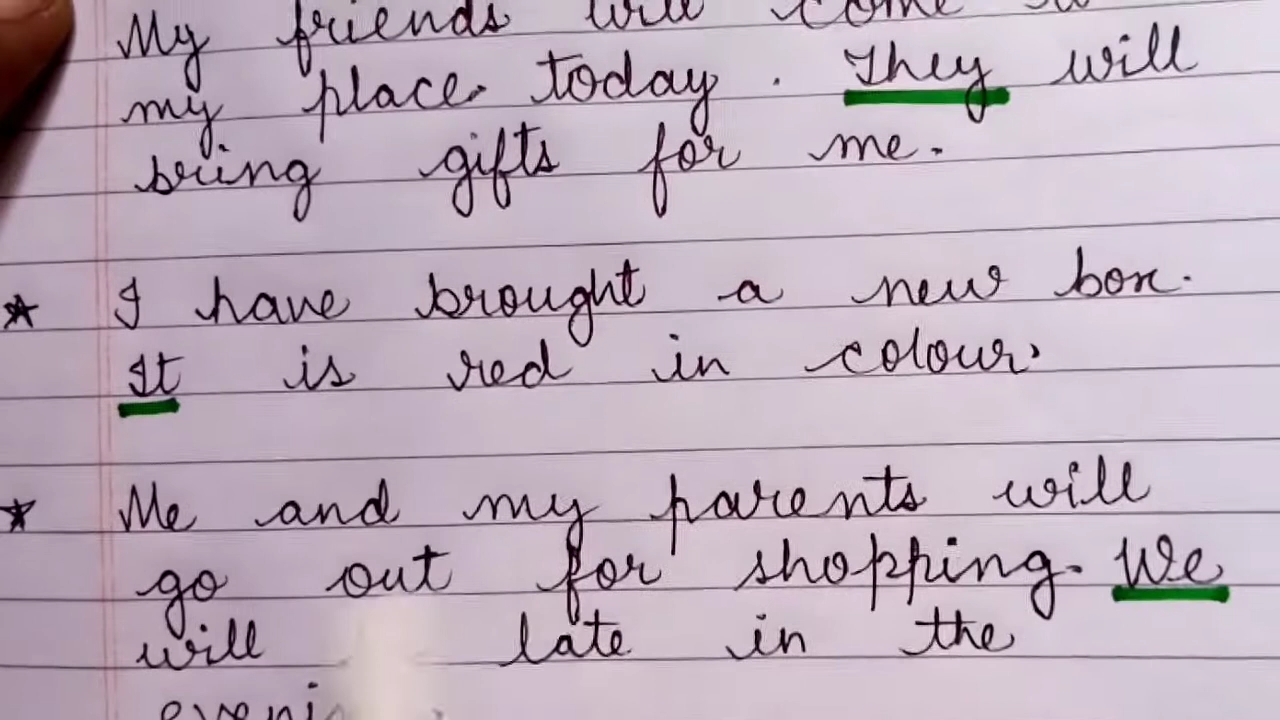 My friends will come to
my place today. They will
bring gifts for me.
★ I have brought a new box.
It is red in colour.
★ Me and my parents will
go out for shopping. We
will late in the